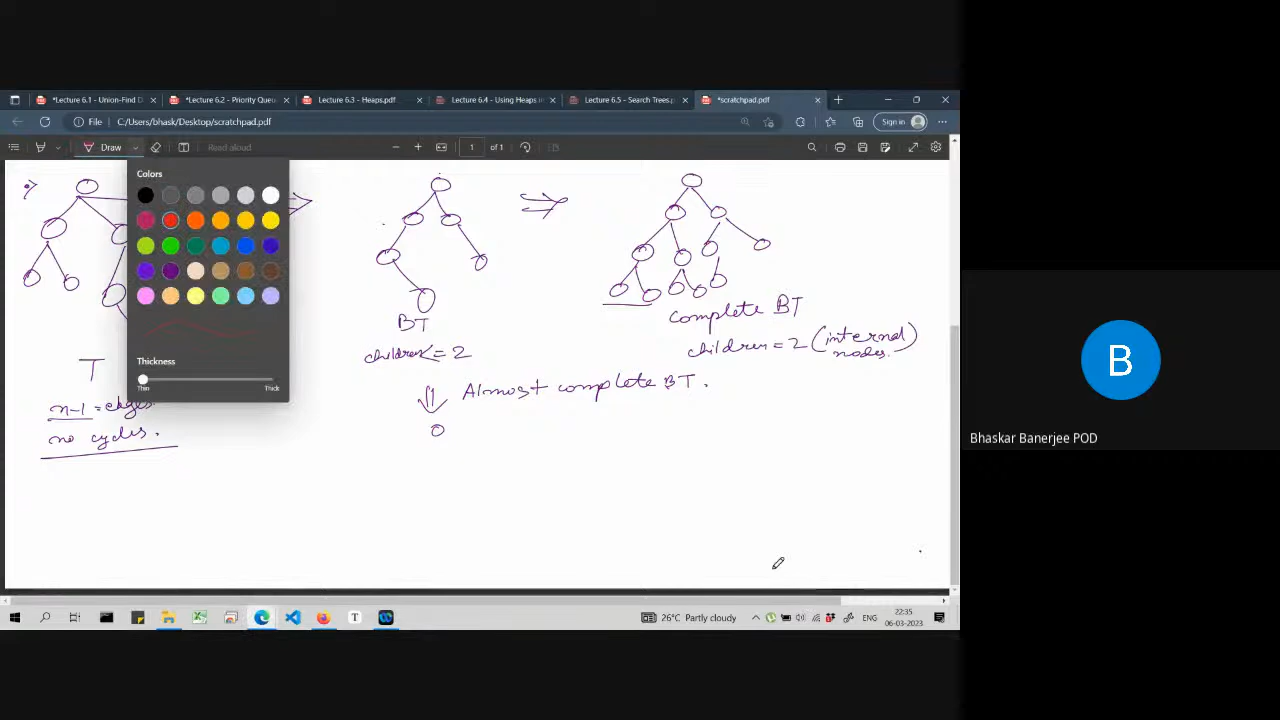 *Lecture 6.1 - Union-Find D
*Lecture 6.2 - Priority Queu
Lecture 6.3 - Heaps.pdf
Lecture 6.4 - Using Heaps in
Lecture 6.5 - Search Trees.p
*scratchpad.pdf
File
C:/Users/bhask/Desktop/scratchpad.pdf
Sign in
Draw
Read aloud
1
of 1
Colors
Thickness
Thin
Thick
T
n-1 = edges.
no cycles.
BT
children <= 2
complete BT
children = 2 (internal
nodes.)
Almost complete BT.
B
Bhaskar Banerjee POD
26°C Partly cloudy
ENG
22:35
06-03-2023